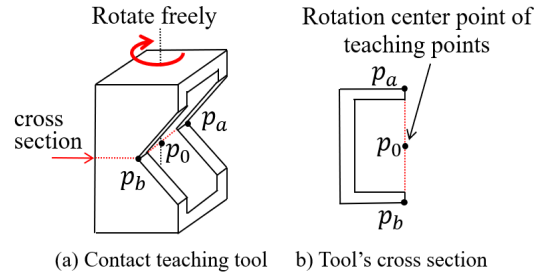 Rotate freely
cross
section
p_a
p_0
p_b
(a) Contact teaching tool
Rotation center point of
teaching points
p_a
p_0
p_b
b) Tool's cross section